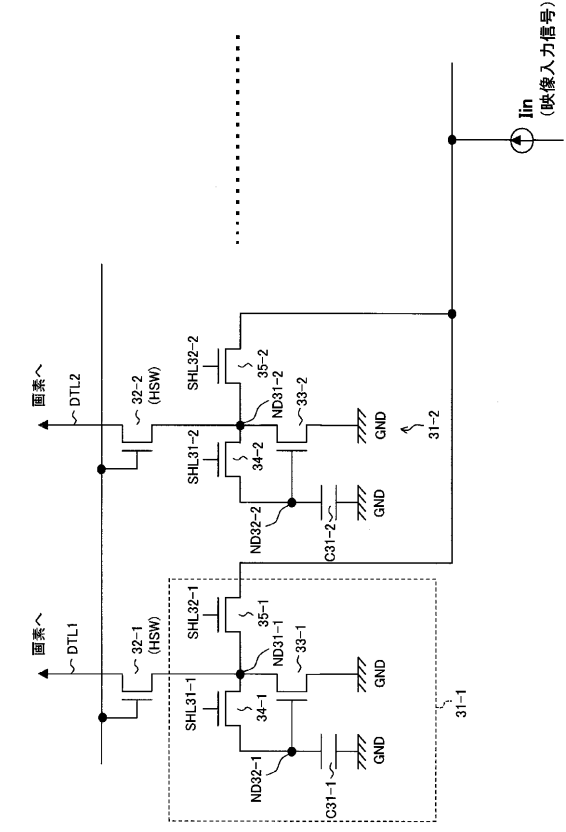 画素へ
DTL1
32-1
(HSW)
SHL31-1
SHL32-1
34-1
35-1
ND31-1
33-1
ND32-1
C31-1
GND
GND
31-1
画素へ
DTL2
32-2
(HSW)
SHL31-2
SHL32-2
34-2
35-2
ND31-2
33-2
ND32-2
C31-2
GND
GND
31-2
Iin
(映像入力信号)